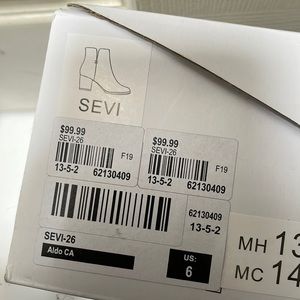 SEVI
$99.99
SEVI-26
F19
13-5-2 62130409
$99.99
SEVI-26
F19
13-5-2 62130409
62130409
13-5-2
SEVI-26
Aldo CA
US:
6
MH 13
MC 14